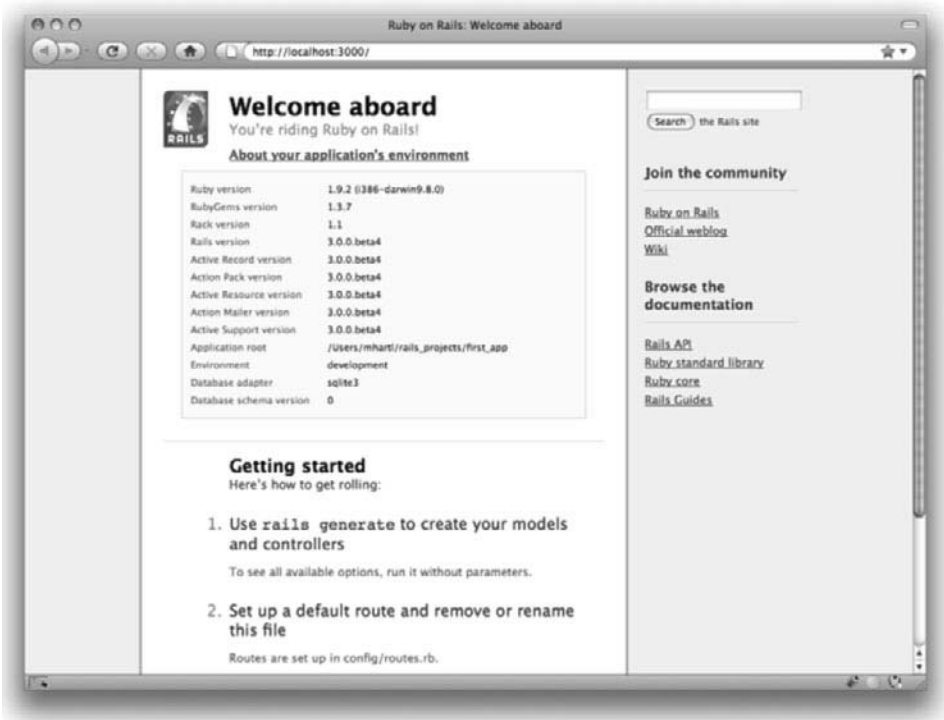 Ruby on Rails: Welcome aboard
http://localhost:3000/
RAILS
Welcome aboard
You're riding Ruby on Rails!
About your application's environment
Ruby version 1.9.2 (i386-darwin9.8.0)
RubyGems version 1.3.7
Rack version 1.1
Rails version 3.0.0.beta4
Active Record version 3.0.0.beta4
Action Pack version 3.0.0.beta4
Active Resource version 3.0.0.beta4
Action Mailer version 3.0.0.beta4
Active Support version 3.0.0.beta4
Application root /Users/mhartl/rails_projects/first_app
Environment development
Database adapter sqlite3
Database schema version 0
Getting started
Here's how to get rolling:
1. Use rails generate to create your models
and controllers
To see all available options, run it without parameters.
2. Set up a default route and remove or rename
this file
Routes are set up in config/routes.rb.
Search the Rails site
Join the community
Ruby on Rails
Official weblog
Wiki
Browse the
documentation
Rails API
Ruby standard library
Ruby core
Rails Guides